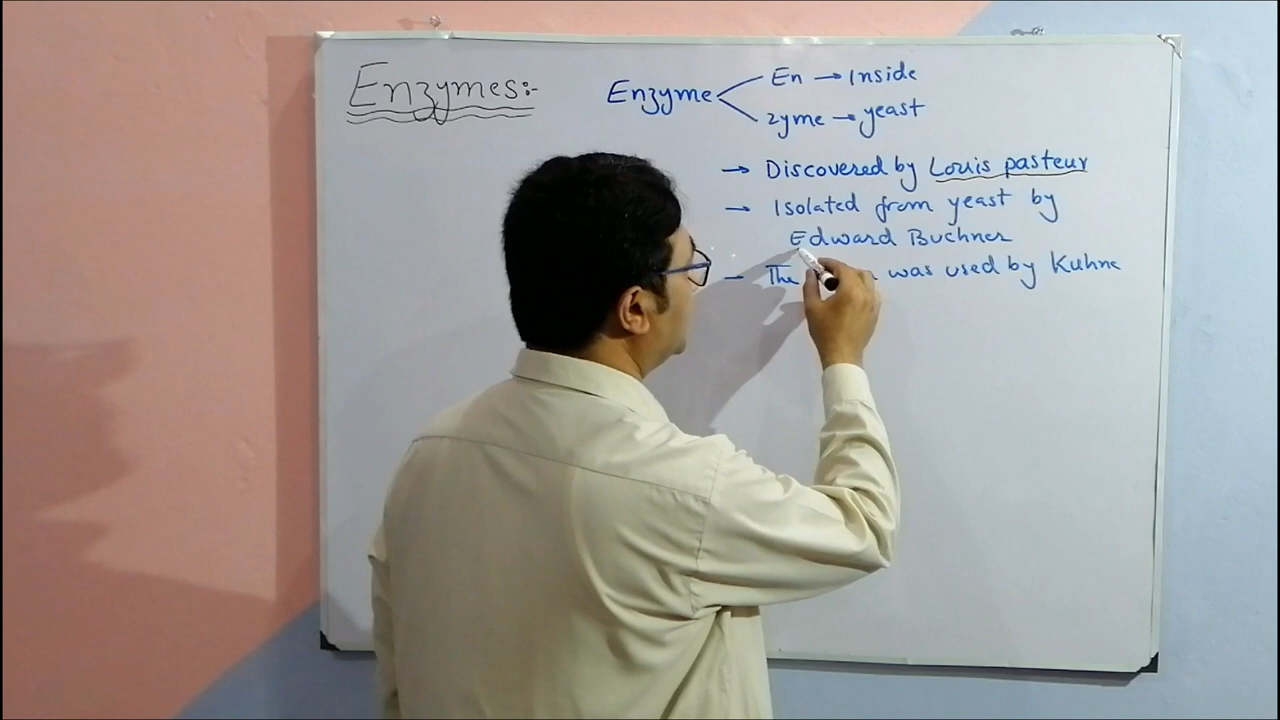 Enzymes:-
Enzyme
En → Inside
zyme → yeast
→ Discovered by Louis pasteur
→ Isolated from yeast by
Edward Buchner
- The was used by Kuhne